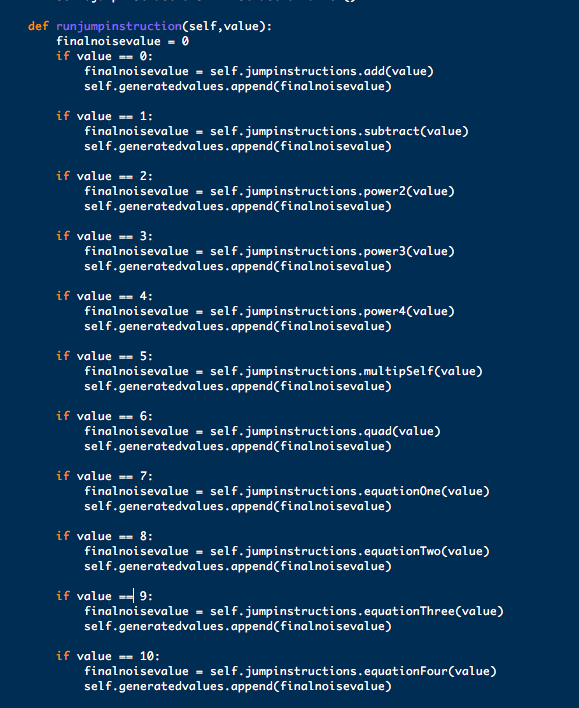 def runjumpinstruction(self,value):
finalnoisevalue = 0
if value == 0:
finalnoisevalue = self.jumpinstructions.add(value)
self.generatedvalues.append(finalnoisevalue)
if value == 1:
finalnoisevalue = self.jumpinstructions.subtract(value)
self.generatedvalues.append(finalnoisevalue)
if value == 2:
finalnoisevalue = self.jumpinstructions.power2(value)
self.generatedvalues.append(finalnoisevalue)
if value == 3:
finalnoisevalue = self.jumpinstructions.power3(value)
self.generatedvalues.append(finalnoisevalue)
if value == 4:
finalnoisevalue = self.jumpinstructions.power4(value)
self.generatedvalues.append(finalnoisevalue)
if value == 5:
finalnoisevalue = self.jumpinstructions.multipSelf(value)
self.generatedvalues.append(finalnoisevalue)
if value == 6:
finalnoisevalue = self.jumpinstructions.quad(value)
self.generatedvalues.append(finalnoisevalue)
if value == 7:
finalnoisevalue = self.jumpinstructions.equationOne(value)
self.generatedvalues.append(finalnoisevalue)
if value == 8:
finalnoisevalue = self.jumpinstructions.equationTwo(value)
self.generatedvalues.append(finalnoisevalue)
if value == 9:
finalnoisevalue = self.jumpinstructions.equationThree(value)
self.generatedvalues.append(finalnoisevalue)
if value == 10:
finalnoisevalue = self.jumpinstructions.equationFour(value)
self.generatedvalues.append(finalnoisevalue)